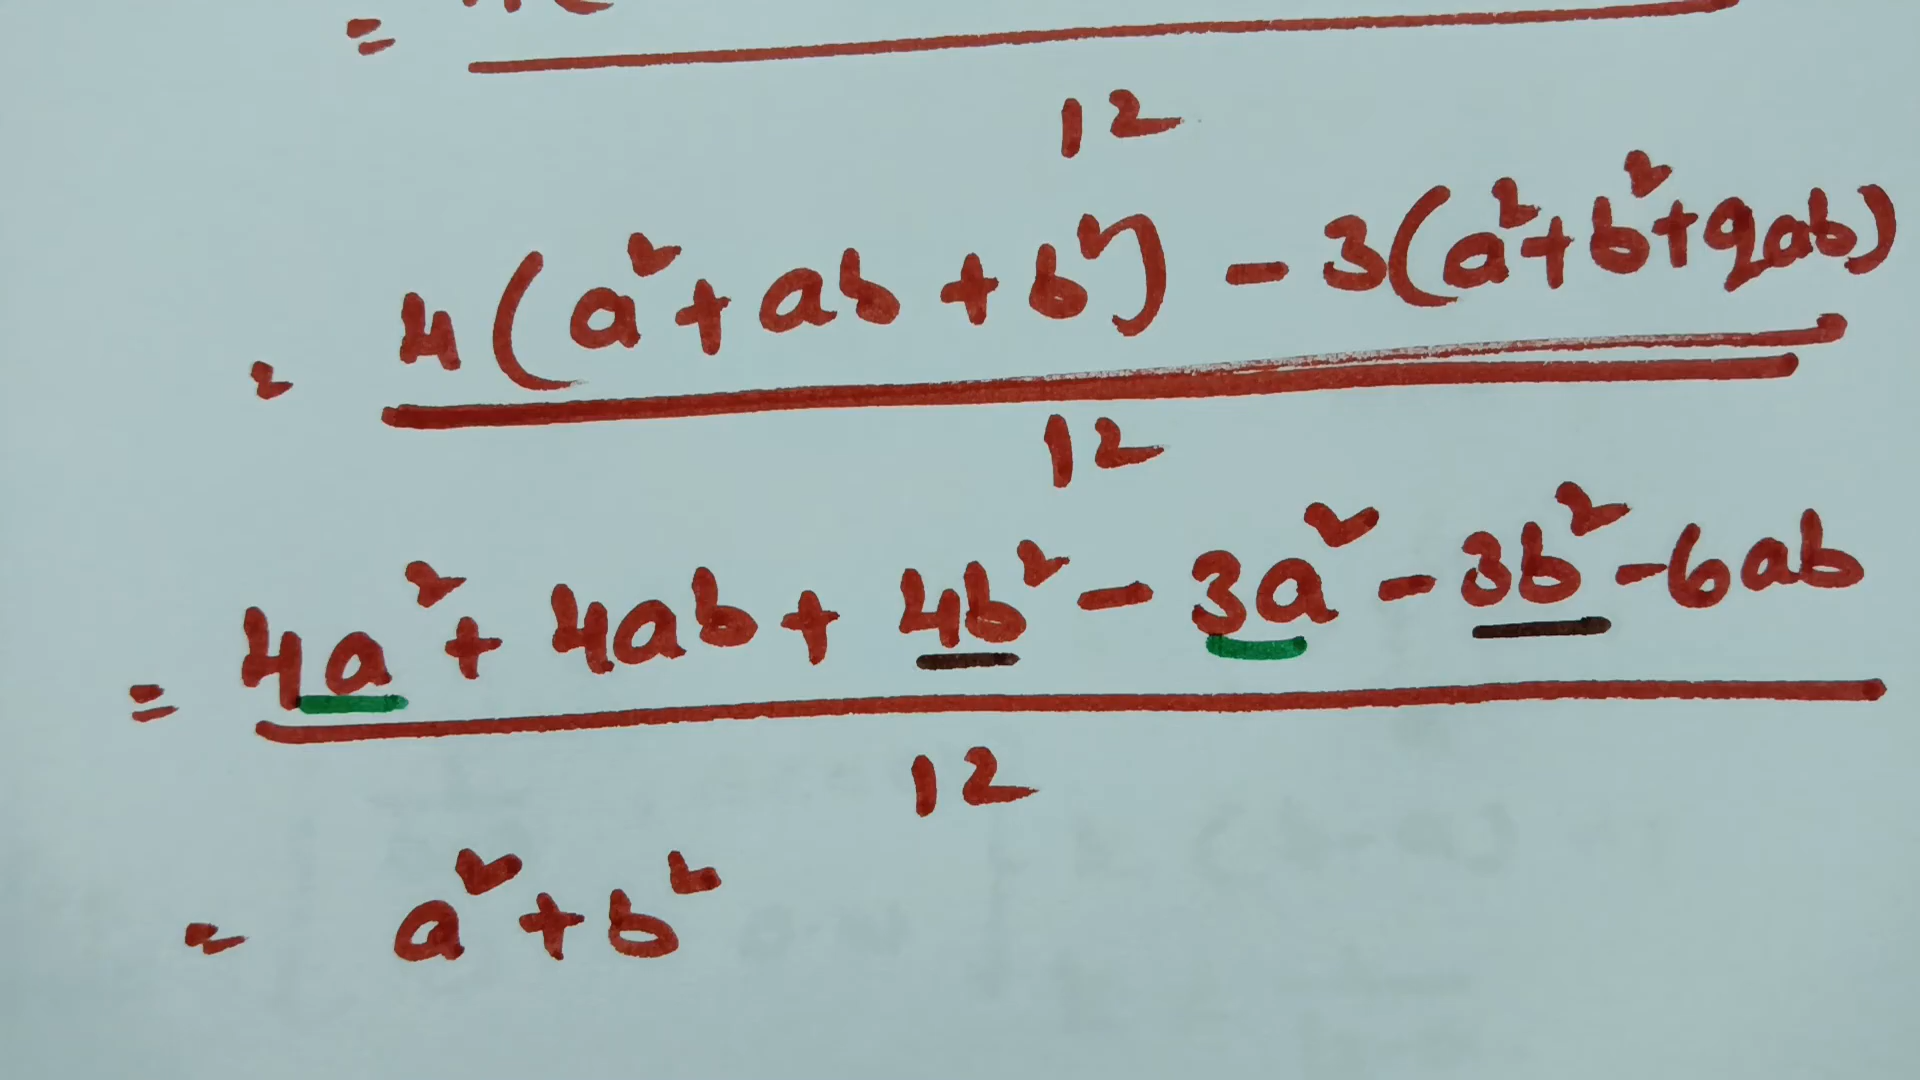 =
12
= 4(a²+ab+b²) - 3(a²+b²+2ab)
12
= 4a²+4ab+4b²-3a²-3b²-6ab
12
= a²+b²